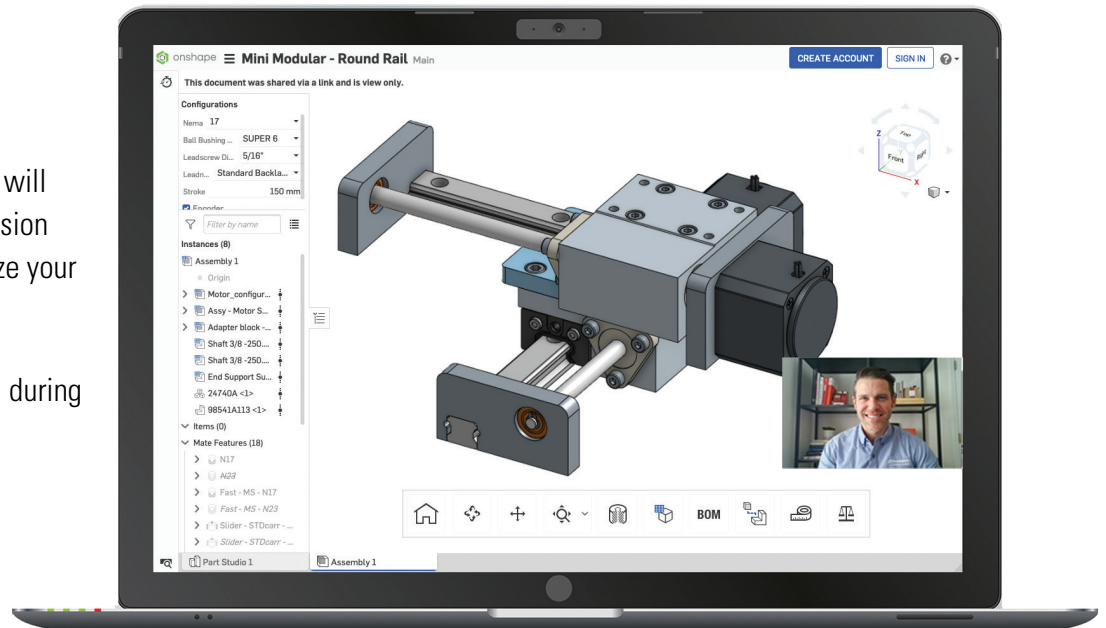 will
sion
ze your
during
onshape Mini Modular - Round Rail Main
CREATE ACCOUNT
SIGN IN
This document was shared via a link and is view only.
Configurations
Nema 17
Ball Bushing ... SUPER 6
Leadscrew Di... 5/16"
Leadn... Standard Backla...
Stroke 150 mm
Encoder
Filter by name
Instances (8)
Assembly 1
Origin
Motor_configur...
Assy - Motor S...
Adapter block -...
Shaft 3/8 -250....
Shaft 3/8 -250....
End Support Su...
24740A <1>
98541A113 <1>
Items (0)
Mate Features (18)
N17
N23
Fast - MS - N17
Fast - MS - N23
Slider - STDcarr - ...
Slider - STDcarr - ...
Z
Top
Front
Right
X
BOM
Part Studio 1
Assembly 1